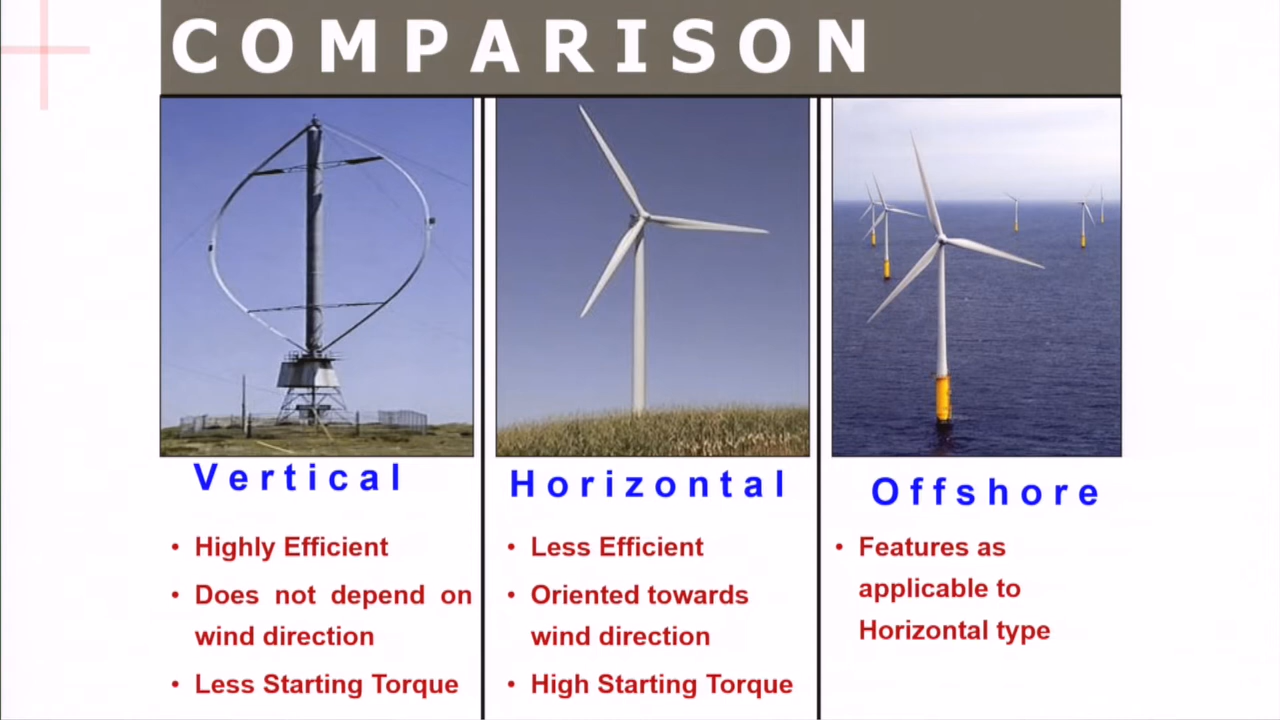 COMPARISON
Vertical
• Highly Efficient
• Does not depend on
wind direction
• Less Starting Torque
Horizontal
• Less Efficient
• Oriented towards
wind direction
• High Starting Torque
Offshore
• Features as
applicable to
Horizontal type